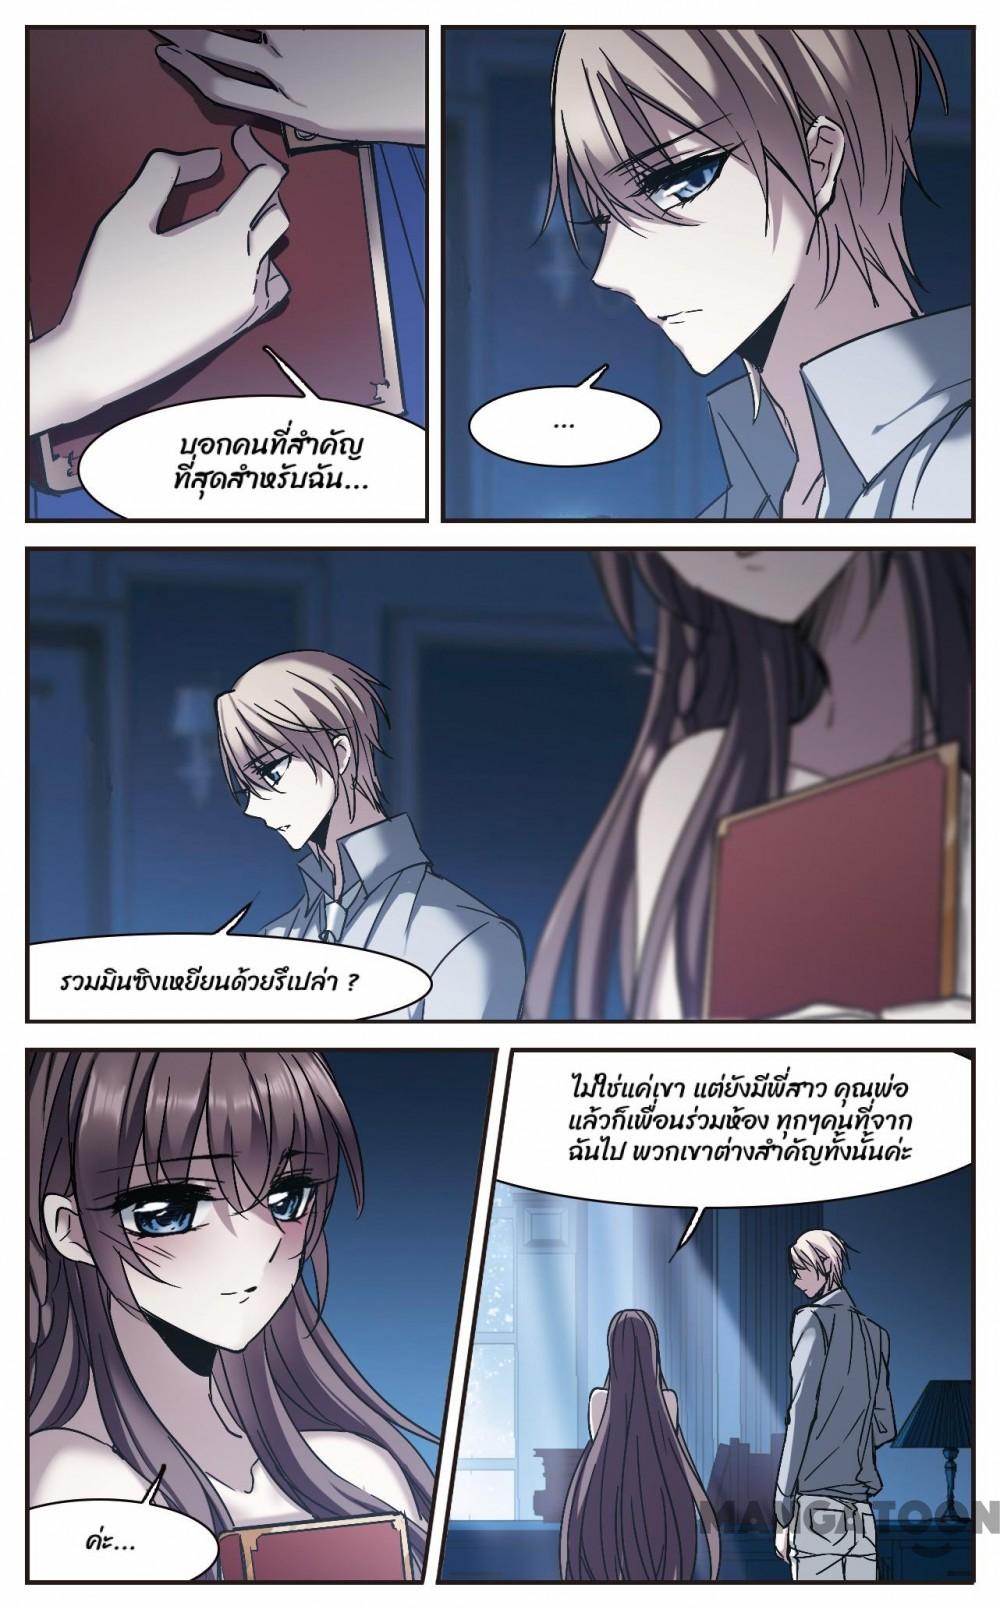 บอกคนที่สำคัญ
ที่สุดสำหรับฉัน...
...
รวมมินซิงเหยียนด้วยรึเปล่า ?
ค่ะ...
ไม่ใช่แค่เขา แต่ยังมีพี่สาว คุณพ่อ
แล้วก็เพื่อนร่วมห้อง ทุกๆคนที่จาก
ฉันไป พวกเขาต่างสำคัญทั้งนั้นค่ะ
MANGATOON